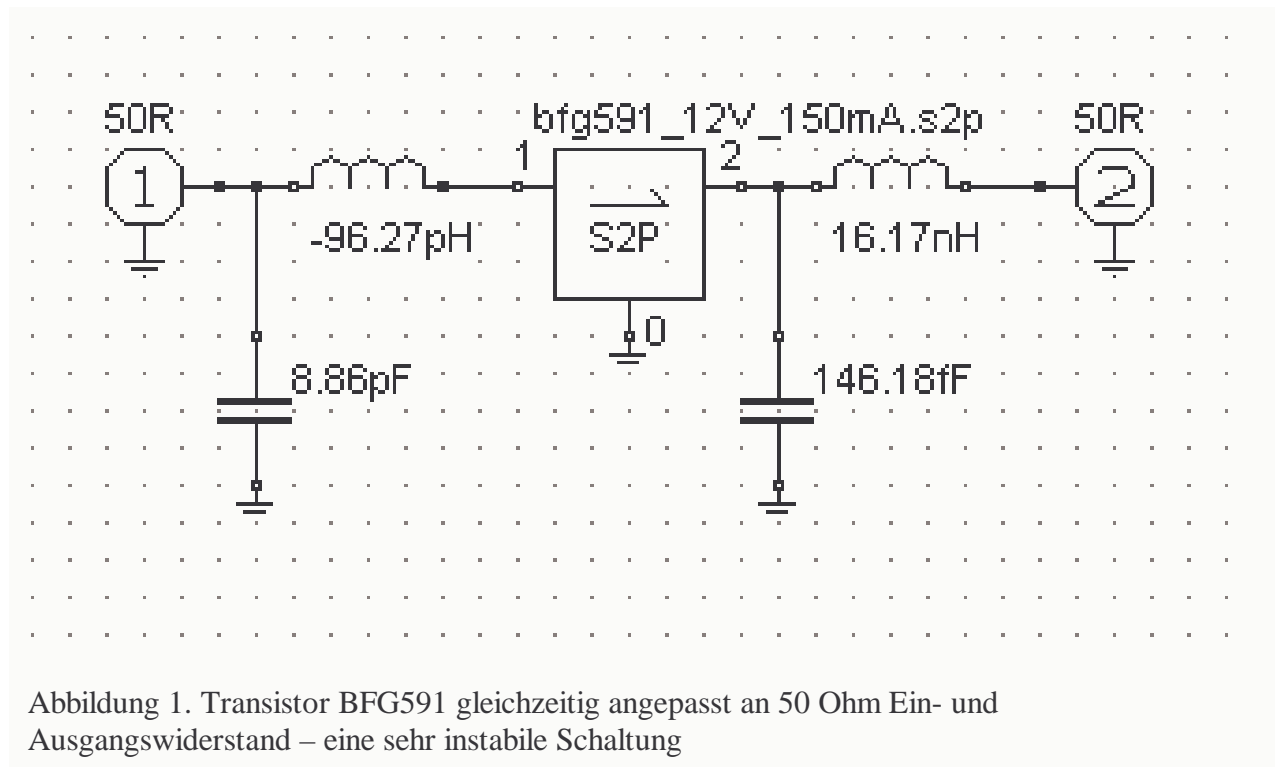 50R
bfg591_12V_150mA.s2p
50R
1
1
2
2
-96.27pH
S2P
16.17nH
0
8.86pF
146.18fF
Abbildung 1. Transistor BFG591 gleichzeitig angepasst an 50 Ohm Ein- und
Ausgangswiderstand – eine sehr instabile Schaltung